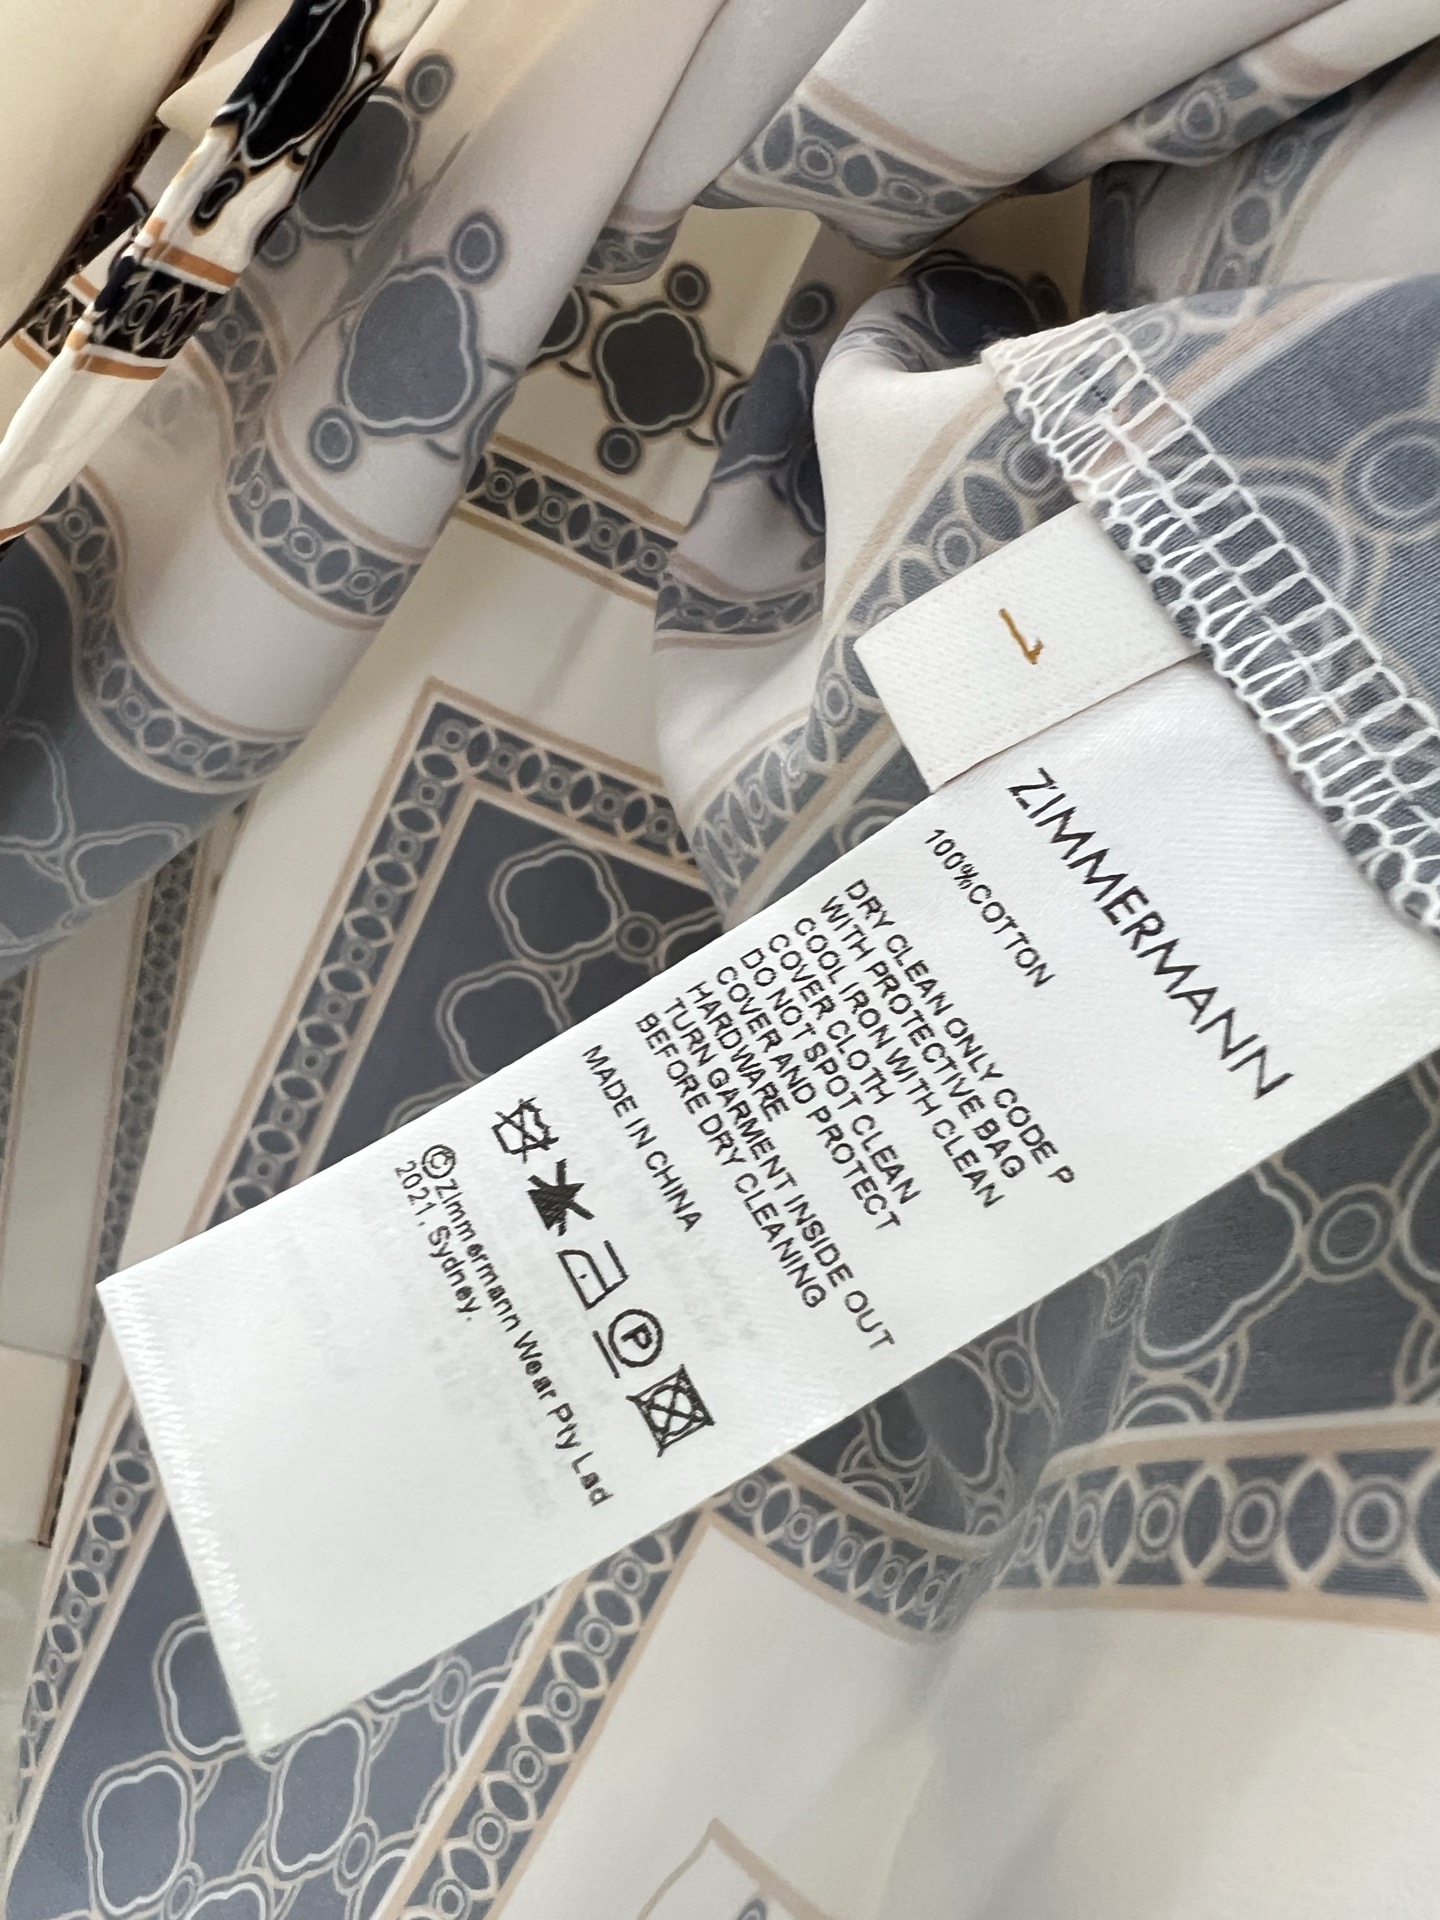 1
ZIMMERMANN
100%COTTON
DRY CLEAN ONLY CODE P
WITH PROTECTIVE BAG
COOL IRON WITH CLEAN
COVER CLOTH
DO NOT SPOT CLEAN
COVER AND PROTECT
HARDWARE
TURN GARMENT INSIDE OUT
BEFORE DRY CLEANING
MADE IN CHINA
P
©Zimmermann Wear Pty Lad
2021, Sydney.